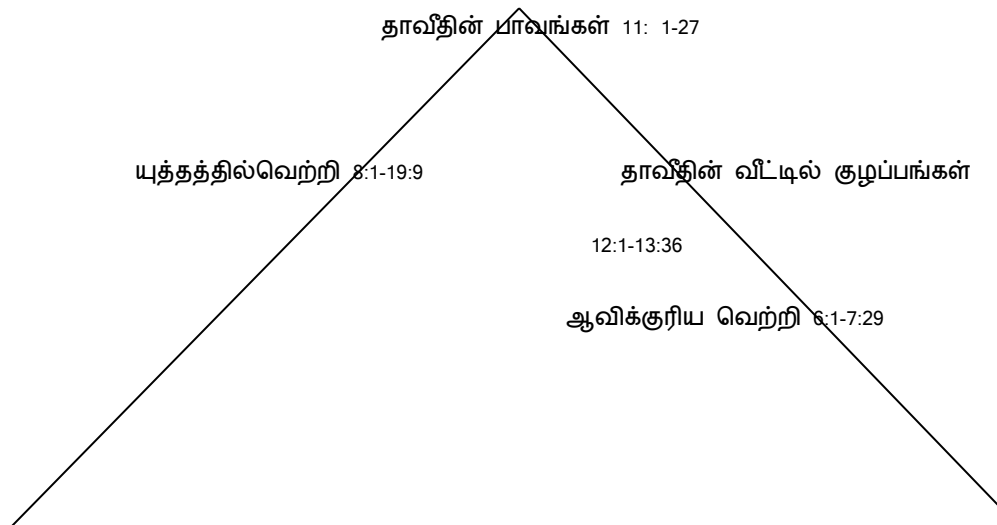 தாவீதின் பாவங்கள் 11: 1-27
யுத்தத்தில்வெற்றி 8:1-19:9
தாவீதின் வீட்டில் குழப்பங்கள்
12:1-13:36
ஆவிக்குரிய வெற்றி 6:1-7:29